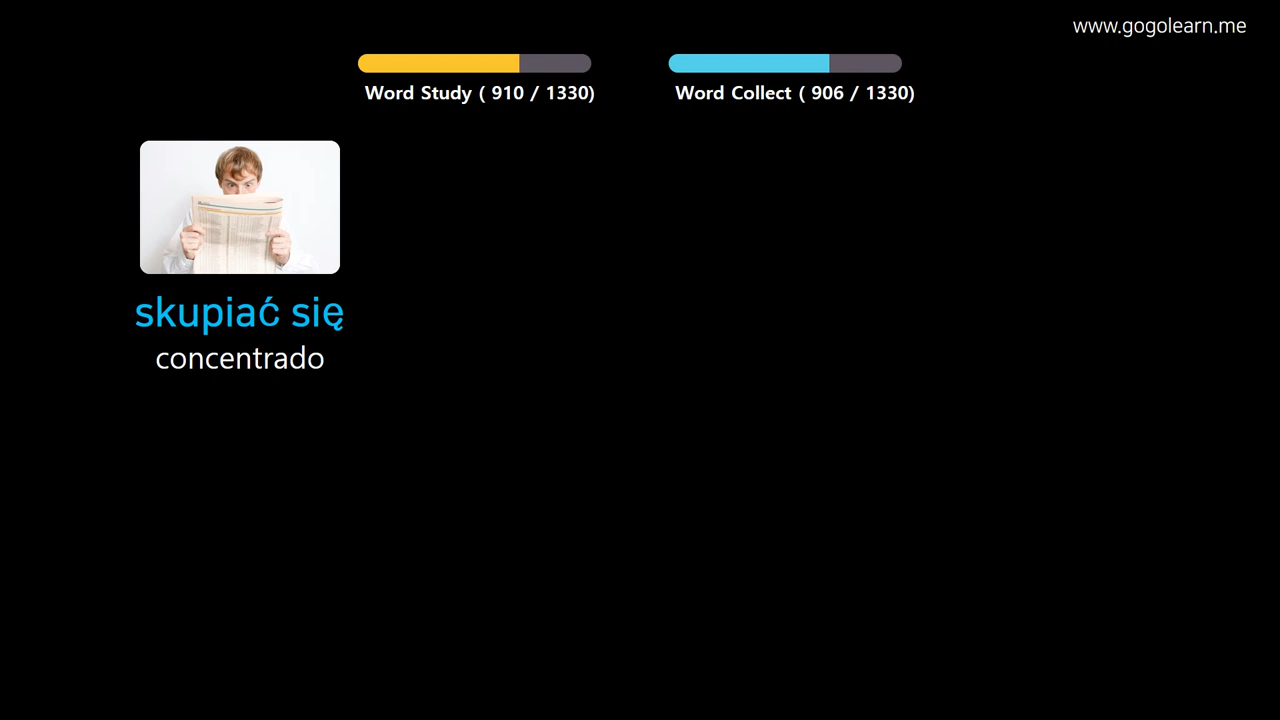 www.gogolearn.me
Word Study ( 910 / 1330)
Word Collect ( 906 / 1330)
skupiać się
concentrado